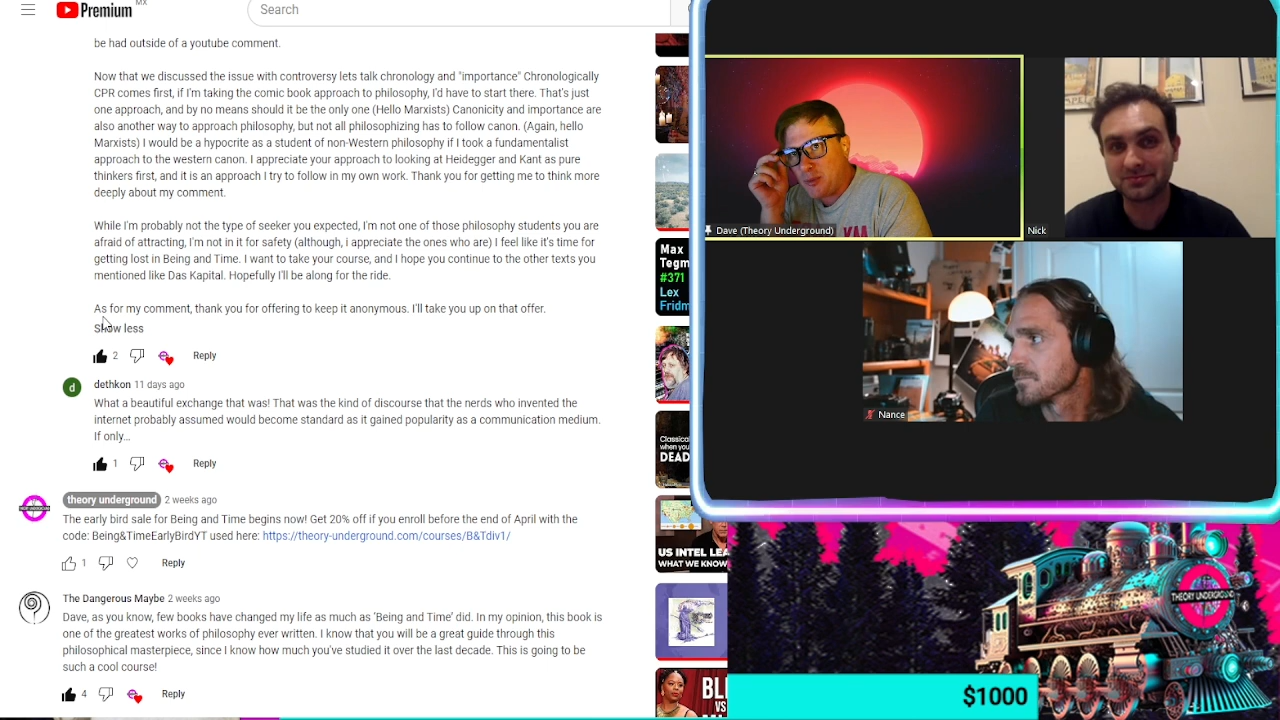 MX
Premium
Search
be had outside of a youtube comment.
Now that we discussed the issue with controversy lets talk chronology and "importance" Chronologically
CPR comes first, if I'm taking the comic book approach to philosophy, I'd have to start there. That's just
one approach, and by no means should it be the only one (Hello Marxists) Canonicity and importance are
also another way to approach philosophy, but not all philosophizing has to follow canon. (Again, hello
Marxists) I would be a hypocrite as a student of non-Western philosophy if I took a fundamentalist
approach to the western canon. I appreciate your approach to looking at Heidegger and Kant as pure
thinkers first, and it is an approach I try to follow in my own work. Thank you for getting me to think more
deeply about my comment.
While I'm probably not the type of seeker you expected, I'm not one of those philosophy students you are
afraid of attracting, I'm not in it for safety (although, i appreciate the ones who are) I feel like it's time for
getting lost in Being and Time. I want to take your course, and I hope you continue to the other texts you
mentioned like Das Kapital. Hopefully I'll be along for the ride.
As for my comment, thank you for offering to keep it anonymous. I'll take you up on that offer.
Show less
2
Reply
d
dethkon 11 days ago
What a beautiful exchange that was! That was the kind of discourse that the nerds who invented the
internet probably assumed would become standard as it gained popularity as a communication medium.
If only...
1
Reply
theory underground 2 weeks ago
The early bird sale for Being and Time begins now! Get 20% off if you enroll before the end of April with the
code: Being&TimeEarlyBirdYT used here: https://theory-underground.com/courses/B&Tdiv1/
1
Reply
The Dangerous Maybe 2 weeks ago
Dave, as you know, few books have changed my life as much as 'Being and Time' did. In my opinion, this book is
one of the greatest works of philosophy ever written. I know that you will be a great guide through this
philosophical masterpiece, since I know how much you've studied it over the last decade. This is going to be
such a cool course!
4
Reply
Max
Tegm
#371
Lex
Fridm
Classical
when you
DEAD
US INTEL LEA
WHAT WE KNOW
BL
VS
Dave (Theory Underground)
Nick
Nance
THEORY UNDERGROUND
$1000